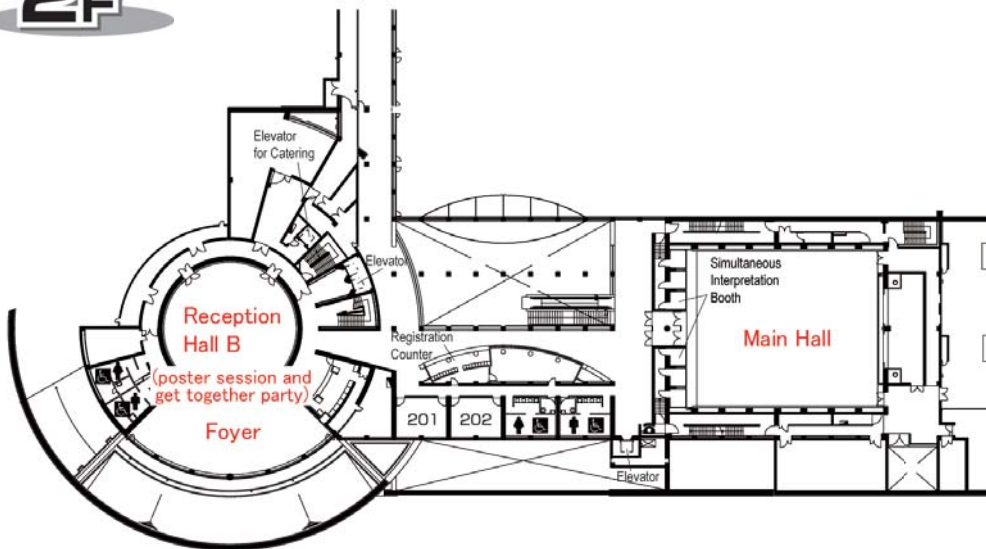 2F
Elevator
for Catering
Elevator
Simultaneous
Interpretation
Booth
Reception
Hall B
Main Hall
Registration
Counter
(poster session and
get together party)
Foyer
201
202
Elevator